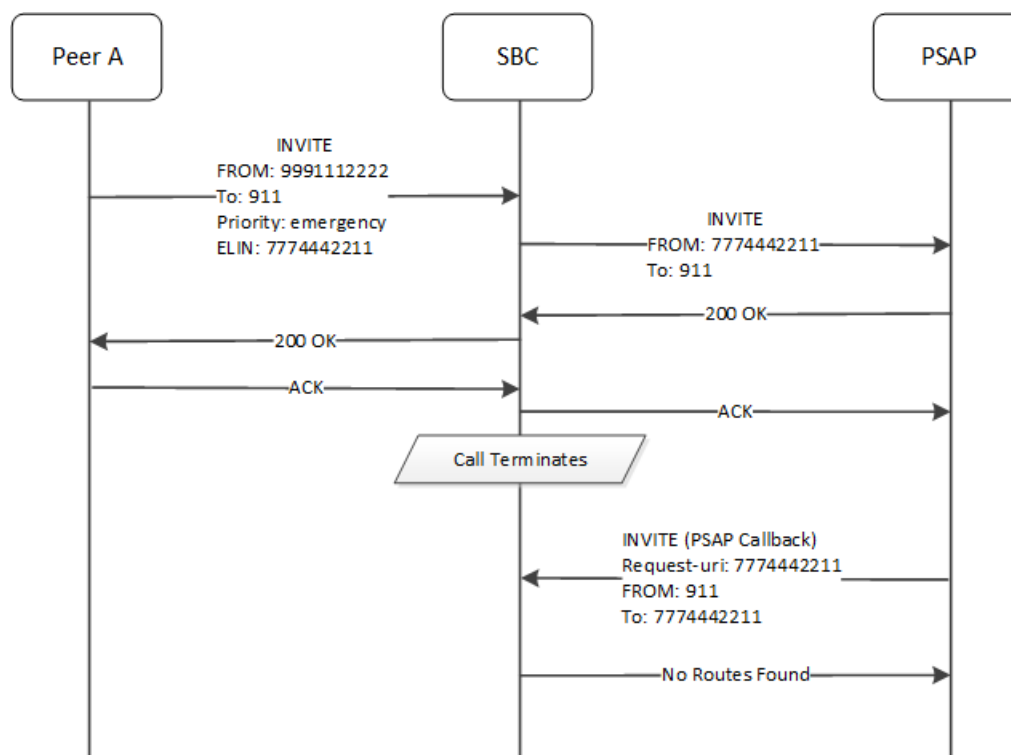 Peer A
SBC
PSAP
INVITE
FROM: 9991112222
To: 911
Priority: emergency
ELIN: 7774442211
INVITE
FROM: 7774442211
To: 911
200 OK
200 OK
ACK
ACK
Call Terminates
INVITE (PSAP Callback)
Request-uri: 7774442211
FROM: 911
To: 7774442211
No Routes Found